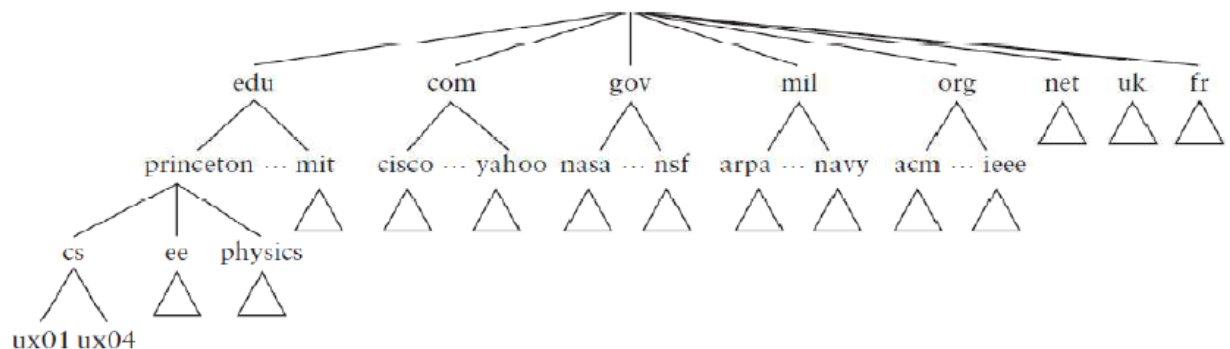 edu com gov mil org net uk fr
princeton ··· mit cisco ··· yahoo nasa ··· nsf arpa ··· navy acm ··· ieee
cs ee physics
ux01 ux04